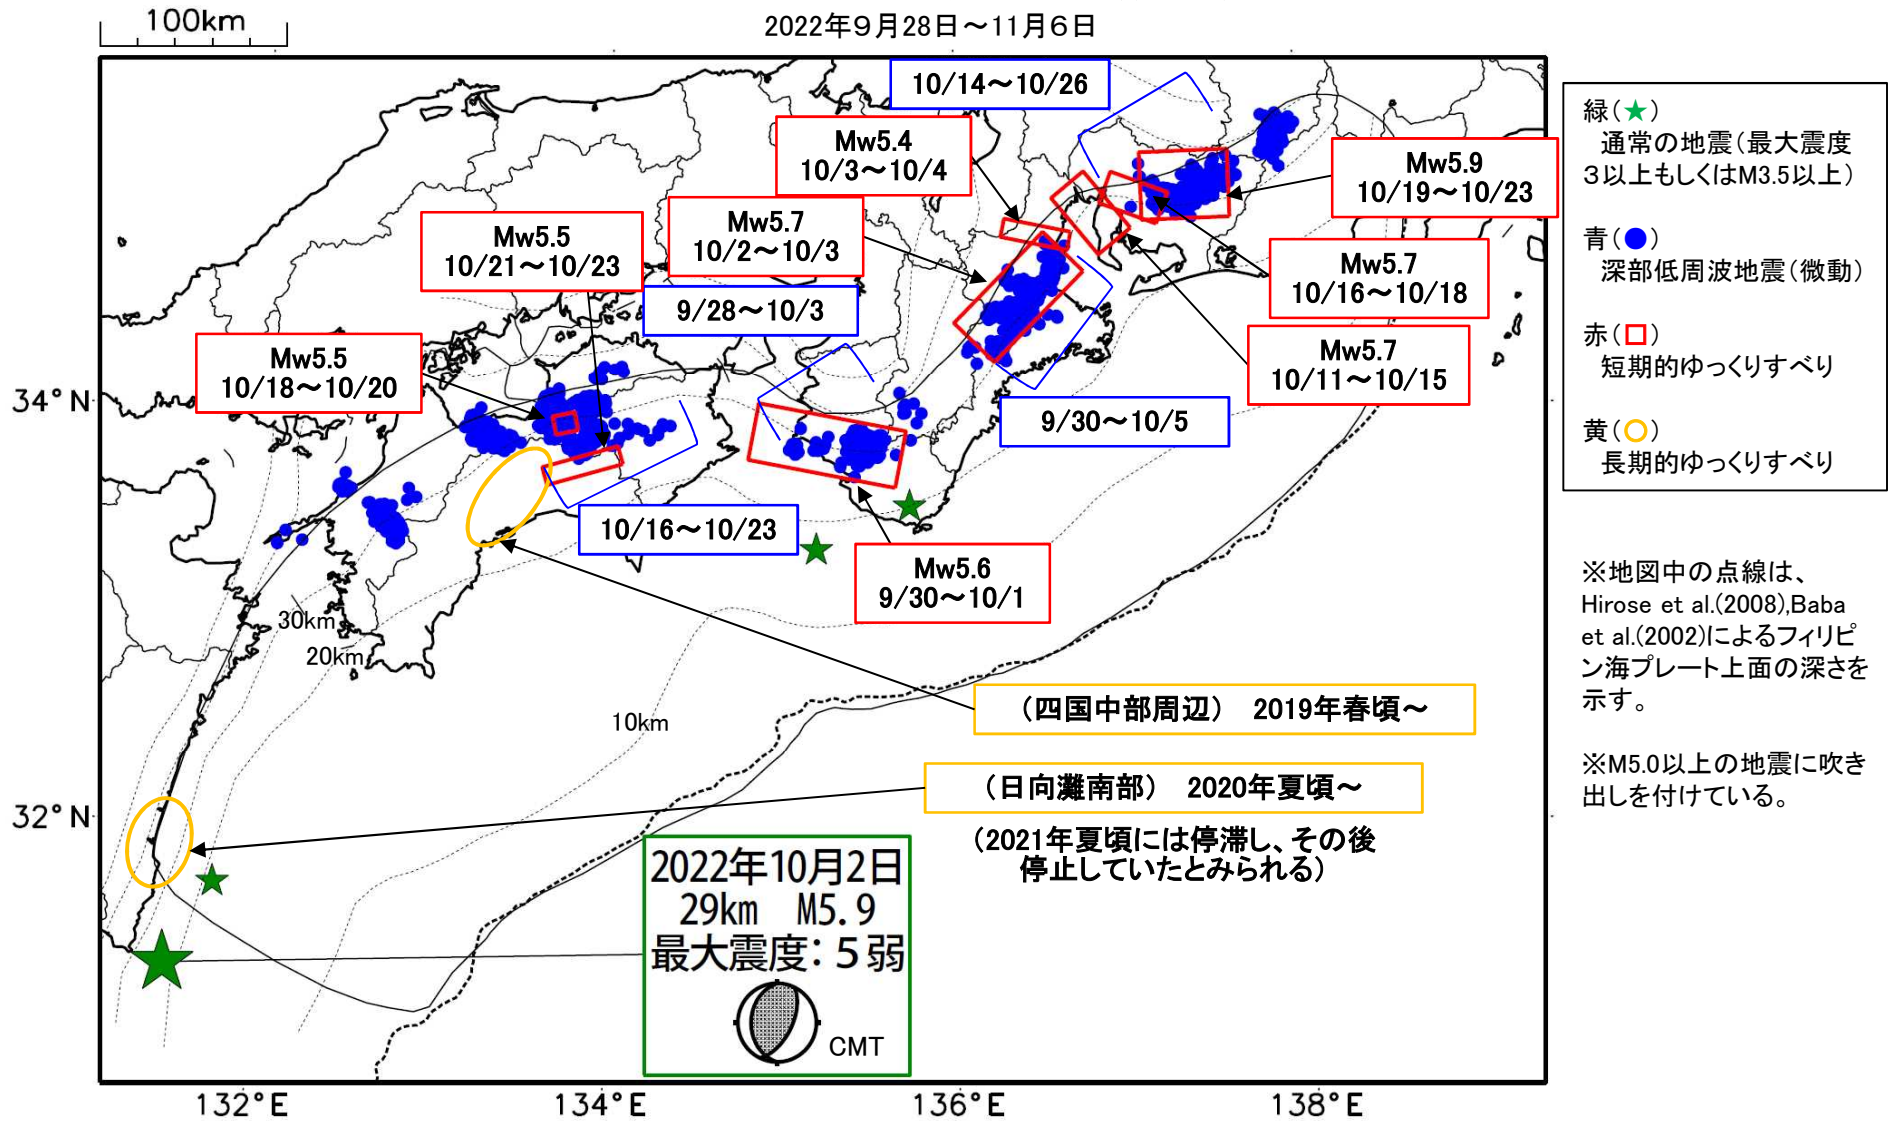 100km
2022年9月28日~11月6日
10/14~10/26
Mw5.4
10/3~10/4
Mw5.9
10/19~10/23
Mw5.7
10/2~10/3
Mw5.5
10/21~10/23
9/28~10/3
Mw5.7
10/16~10/18
Mw5.5
10/18~10/20
Mw5.7
10/11~10/15
9/30~10/5
10/16~10/23
Mw5.6
9/30~10/1
30km
20km
10km
(四国中部周辺) 2019年春頃~
(日向灘南部) 2020年夏頃~
(2021年夏頃には停滞し、その後
停止していたとみられる)
2022年10月2日
29km M5.9
最大震度:5弱
CMT
34°N
32°N
132°E
134°E
136°E
138°E
緑(★)
通常の地震(最大震度
3以上もしくはM3.5以上)
青(●)
深部低周波地震(微動)
赤(□)
短期的ゆっくりすべり
黄(○)
長期的ゆっくりすべり
※地図中の点線は、
Hirose et al.(2008),Baba
et al.(2002)によるフィリピ
ン海プレート上面の深さを
示す。
※M5.0以上の地震に吹き
出しを付けている。